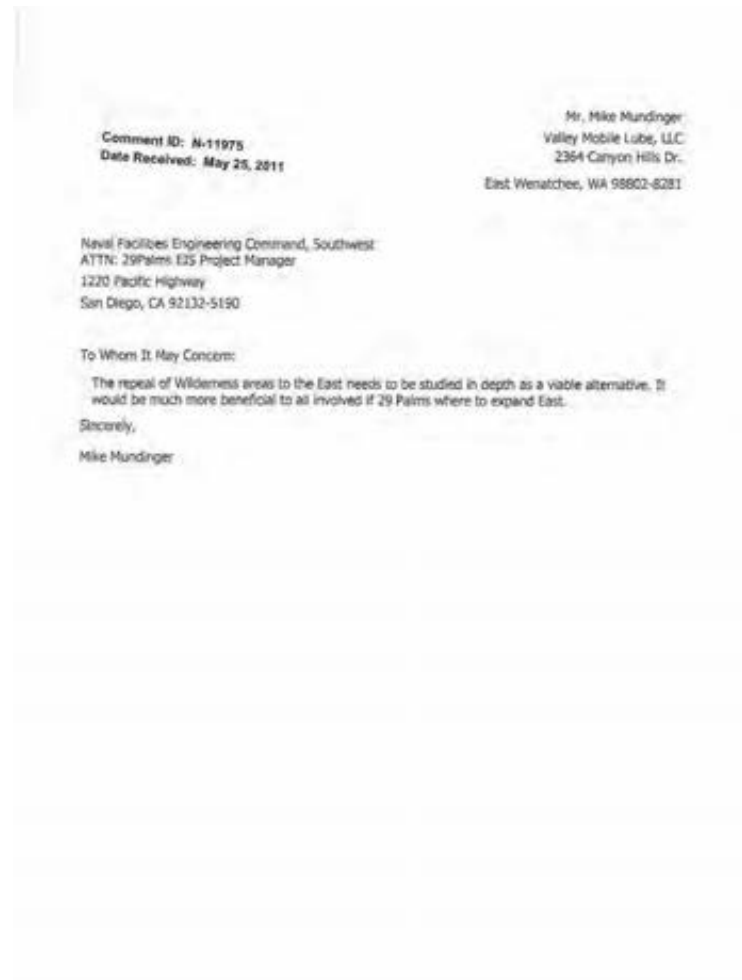 Mr. Mike Mundinger
Valley Mobile Lube, LLC
2364 Canyon Hills Dr.
East Wenatchee, WA 98802-8281
Comment ID: N-11975
Date Received: May 25, 2011
Naval Facilities Engineering Command, Southwest
ATTN: 29Palms EIS Project Manager
1220 Pacific Highway
San Diego, CA 92132-5190
To Whom It May Concern:
The repeal of Wilderness areas to the East needs to be studied in depth as a viable alternative. It
would be much more beneficial to all involved if 29 Palms where to expand East.
Sincerely,
Mike Mundinger